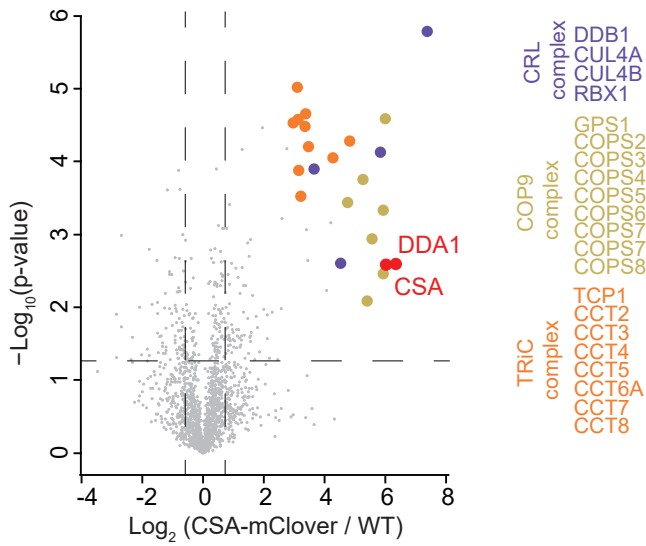 6
5
4
3
2
1
0
−Log10(p-value)
-4
-2
0
2
4
6
8
Log2 (CSA-mClover / WT)
DDA1
CSA
CRL
complex
DDB1
CUL4A
CUL4B
RBX1
COP9
complex
GPS1
COPS2
COPS3
COPS4
COPS5
COPS6
COPS7
COPS7
COPS8
TRiC
complex
TCP1
CCT2
CCT3
CCT4
CCT5
CCT6A
CCT7
CCT8